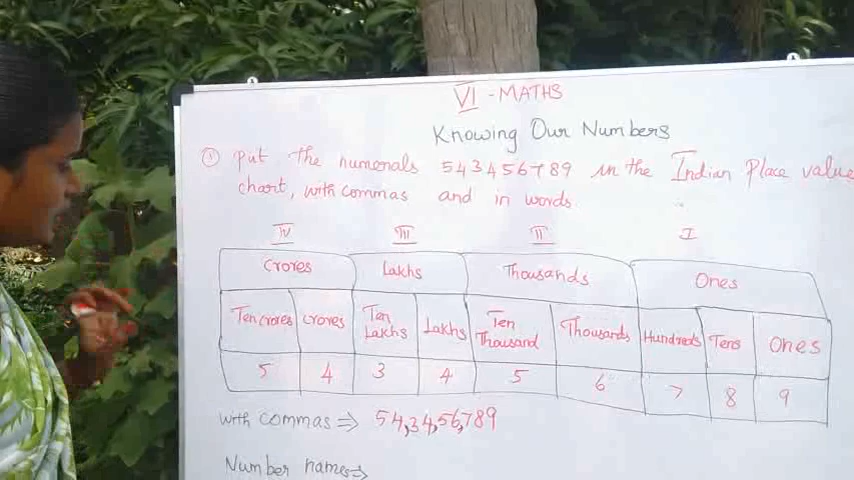 VI - MATHS
Knowing Our Numbers
① Put the numerals 543456789 in the Indian Place value
chart, with commas and in words
IV III II I
Crores Lakhs Thousands Ones
Ten crores Crores Ten Lakhs Lakhs Ten Thousand Thousands Hundreds Tens Ones
5 4 3 4 5 6 7 8 9
with commas ⇒ 54,34,56,789
Number names ⇒